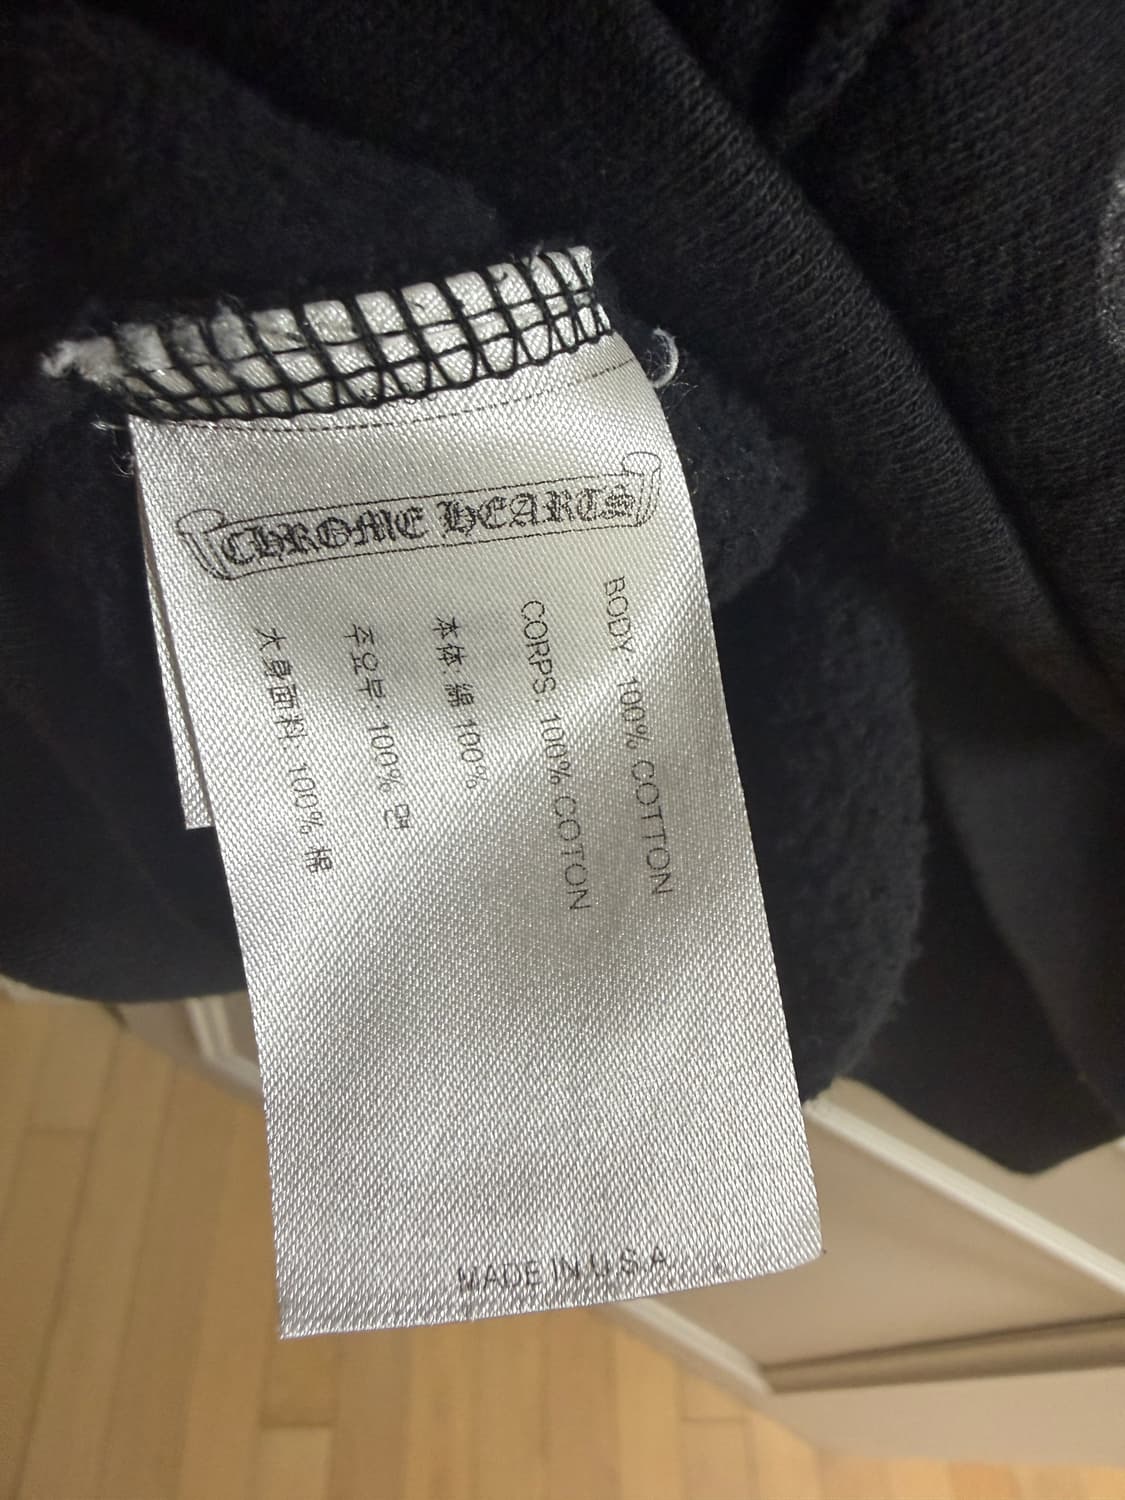 CHROME HEARTS
BODY: 100% COTTON
CORPS: 100% COTON
本体: 綿 100%
주요부: 100% 면
大身面料: 100% 棉
MADE IN U.S.A